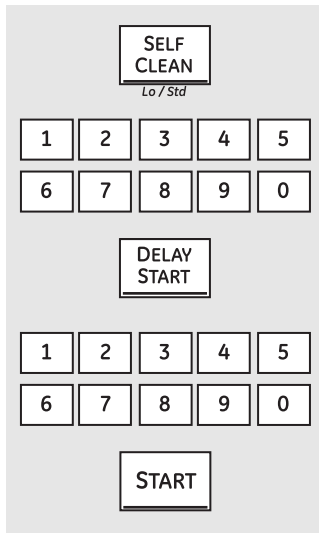 SELF
CLEAN
Lo / Std
1 2 3 4 5
6 7 8 9 0
DELAY
START
1 2 3 4 5
6 7 8 9 0
START